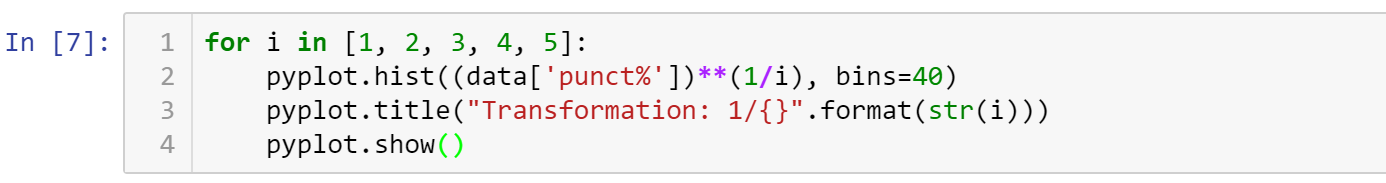 In [7]:
1 for i in [1, 2, 3, 4, 5]:
2     pyplot.hist((data['punct%'])**(1/i), bins=40)
3     pyplot.title("Transformation: 1/{}".format(str(i)))
4     pyplot.show()